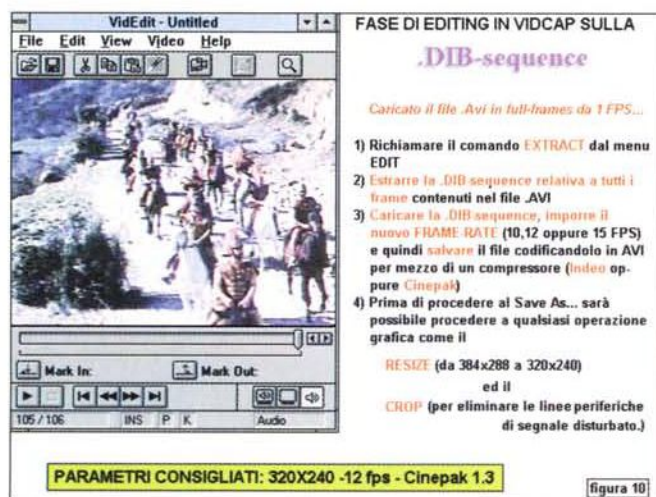 VidEdit - Untitled
File Edit View Video Help
Mark In: Mark Out:
105 / 106 INS P K Audio
FASE DI EDITING IN VIDCAP SULLA
.DIB-sequence
Caricato il file .Avi in full-frames da 1 FPS...
1) Richiamare il comando EXTRACT dal menu
EDIT
2) Estrarre la .DIB sequence relativa a tutti i
frame contenuti nel file .AVI
3) Caricare la .DIB sequence, imporre il
nuovo FRAME-RATE (10,12 oppure 15 FPS)
e quindi salvare il file codificandolo in AVI
per mezzo di un compressore (Indeo op-
pure Cinepak)
4) Prima di procedere al Save As... sarà
possibile procedere a qualsiasi operazione
grafica come il
RESIZE (da 384x288 a 320x240)
ed il
CROP (per eliminare le linee periferiche
di segnale disturbato.)
PARAMETRI CONSIGLIATI: 320X240 -12 fps - Cinepak 1.3
figura 10